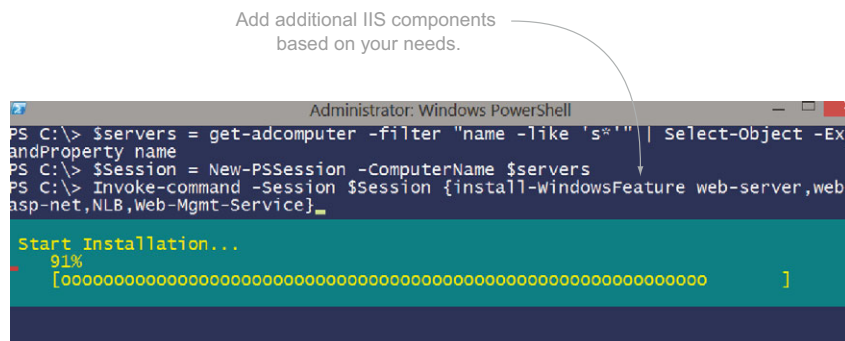 Add additional IIS components
based on your needs.
Administrator: Windows PowerShell
PS C:\> $servers = get-adcomputer -filter "name -like 's*'" | Select-Object -Ex
andProperty name
PS C:\> $Session = New-PSSession -ComputerName $servers
PS C:\> Invoke-command -Session $Session {install-WindowsFeature web-server,web
asp-net,NLB,Web-Mgmt-Service}_
Start Installation...
91%
[oooooooooooooooooooooooooooooooooooooooooooooooooooooooooo ]